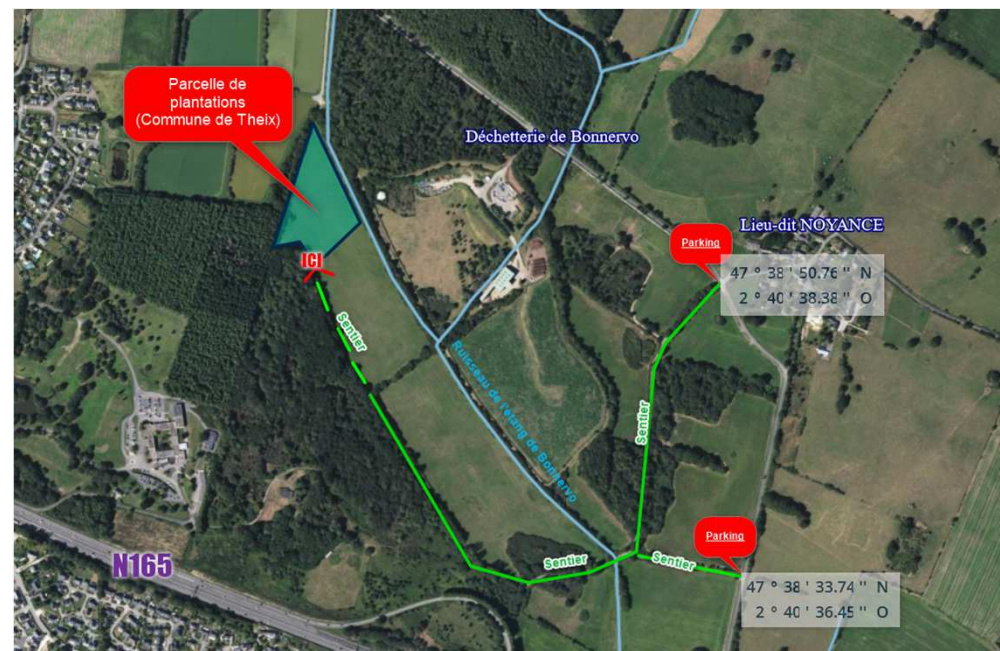 Parcelle de
plantations
(Commune de Theix)
Déchetterie de Bonnervo
Lieu-dit NOYANCE
Parking
47 ° 38 ' 50.76 '' N
2 ° 40 ' 38.38 '' O
ICI
Sentier
Ruisseau de l'étang de Bonnervo
Sentier
Parking
Sentier
Sentier
N165
47 ° 38 ' 33.74 '' N
2 ° 40 ' 36.45 '' O